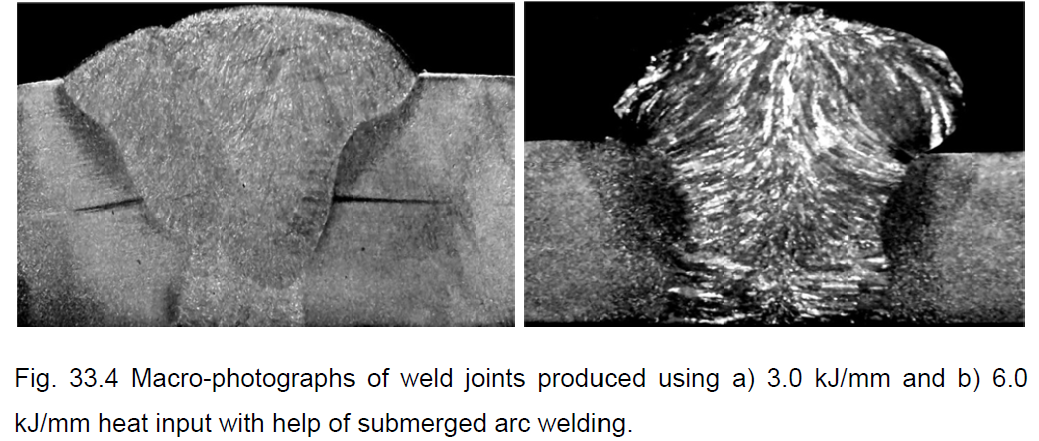 Fig. 33.4 Macro-photographs of weld joints produced using a) 3.0 kJ/mm and b) 6.0
kJ/mm heat input with help of submerged arc welding.